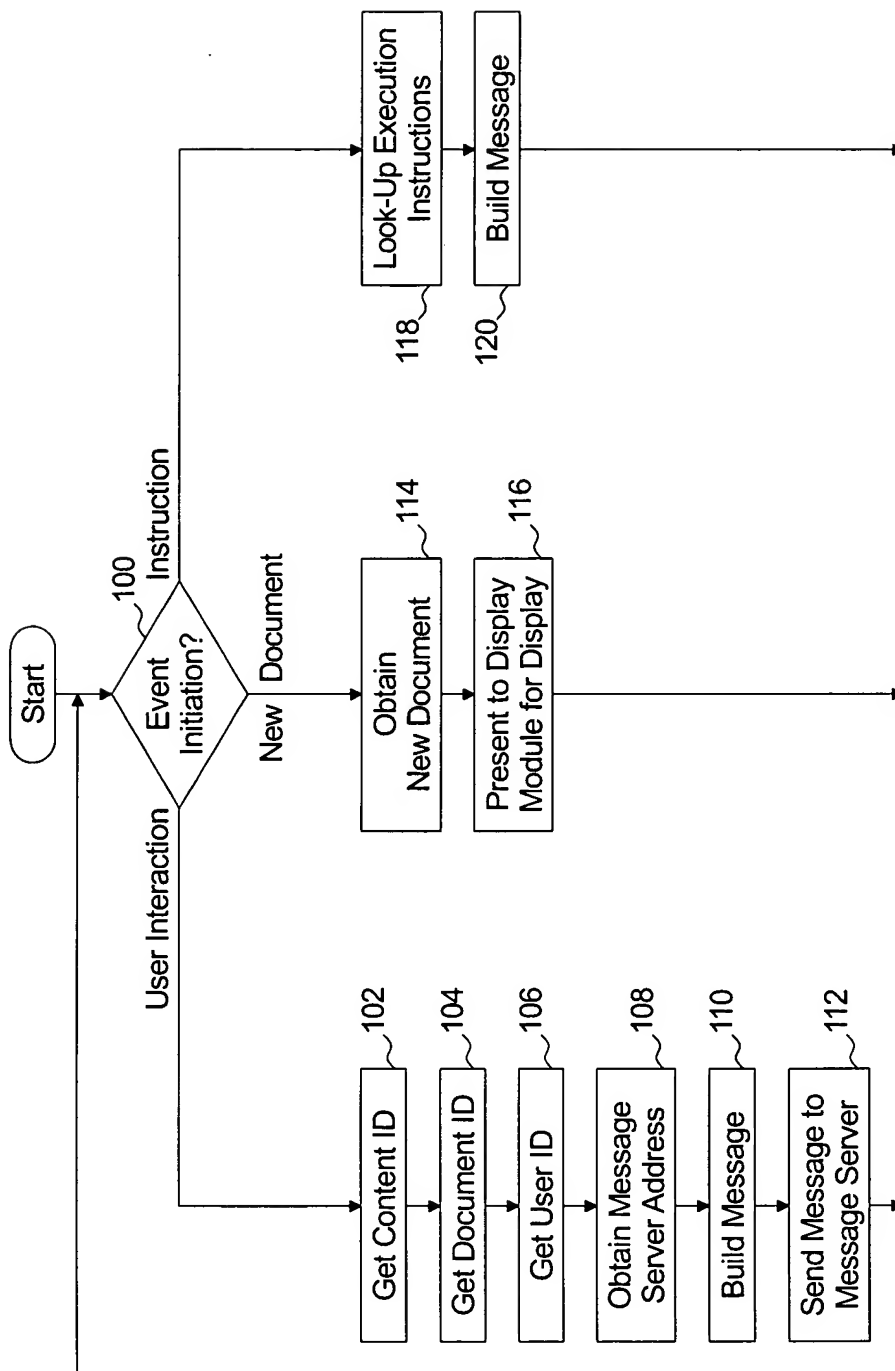 Start
100
Event
Initiation?
User Interaction
New Document
Instruction
Get Content ID
102
Get Document ID
104
Get User ID
106
Obtain Message
Server Address
108
Build Message
110
Send Message to
Message Server
112
Obtain
New Document
114
Present to Display
Module for Display
116
Look-Up Execution
Instructions
118
Build Message
120